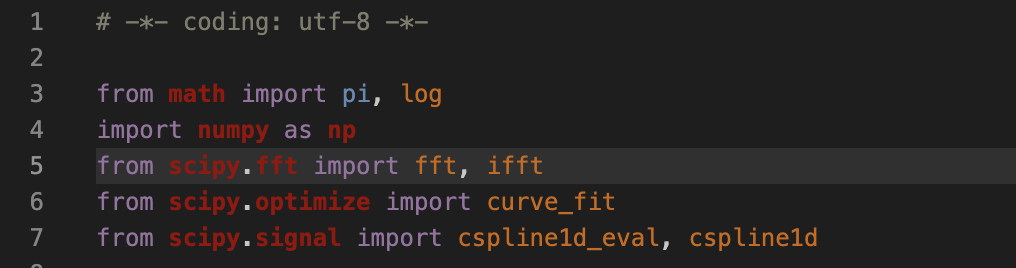 1 # -*- coding: utf-8 -*-
2
3 from math import pi, log
4 import numpy as np
5 from scipy.fft import fft, ifft
6 from scipy.optimize import curve_fit
7 from scipy.signal import cspline1d_eval, cspline1d